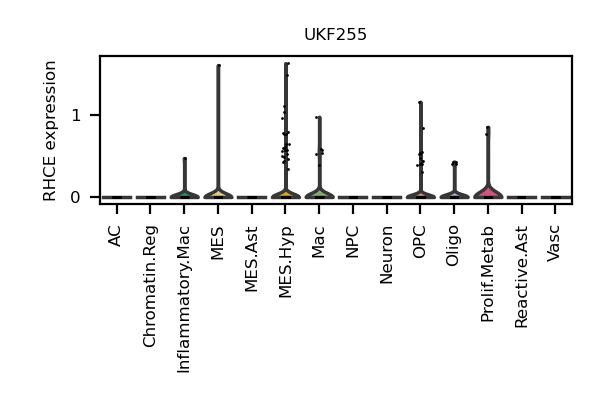 UKF255
RHCE expression
1
0
AC
Chromatin.Reg
Inflammatory.Mac
MES
MES.Ast
MES.Hyp
Mac
NPC
Neuron
OPC
Oligo
Prolif.Metab
Reactive.Ast
Vasc